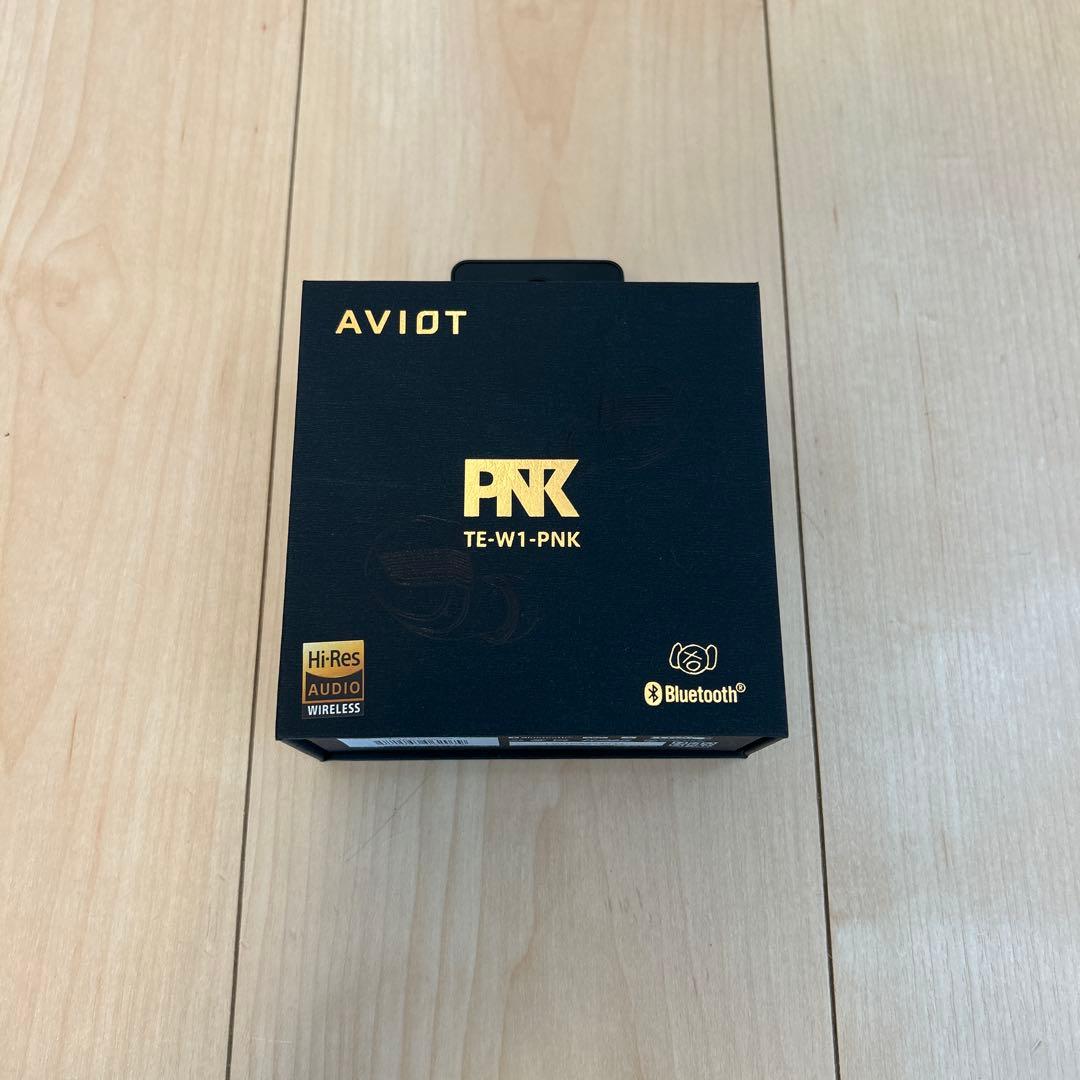 AVIOT
PNK
TE-W1-PNK
Hi-Res
AUDIO
WIRELESS
Bluetooth®